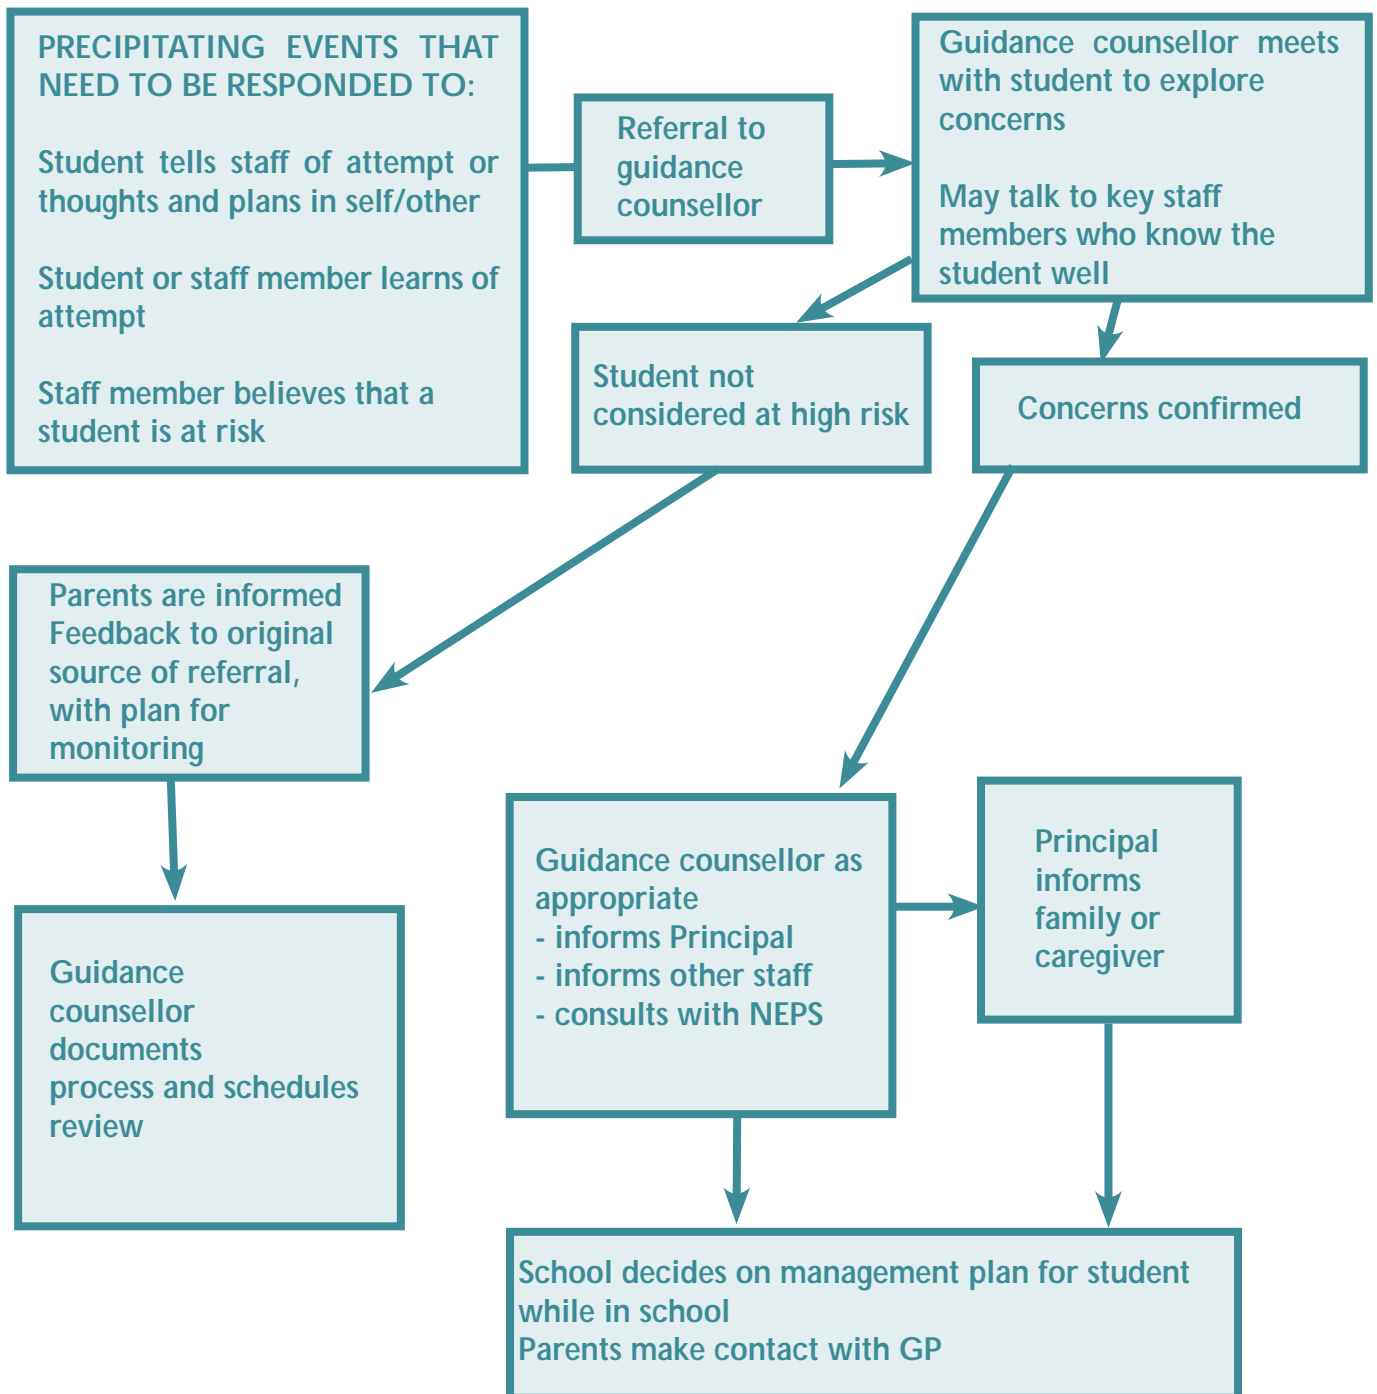 PRECIPITATING EVENTS THAT
NEED TO BE RESPONDED TO:
Student tells staff of attempt or
thoughts and plans in self/other
Student or staff member learns of
attempt
Staff member believes that a
student is at risk
Referral to
guidance
counsellor
Guidance counsellor meets
with student to explore
concerns
May talk to key staff
members who know the
student well
Student not
considered at high risk
Concerns confirmed
Parents are informed
Feedback to original
source of referral,
with plan for
monitoring
Guidance
counsellor
documents
process and schedules
review
Guidance counsellor as
appropriate
- informs Principal
- informs other staff
- consults with NEPS
Principal
informs
family or
caregiver
School decides on management plan for student
while in school
Parents make contact with GP